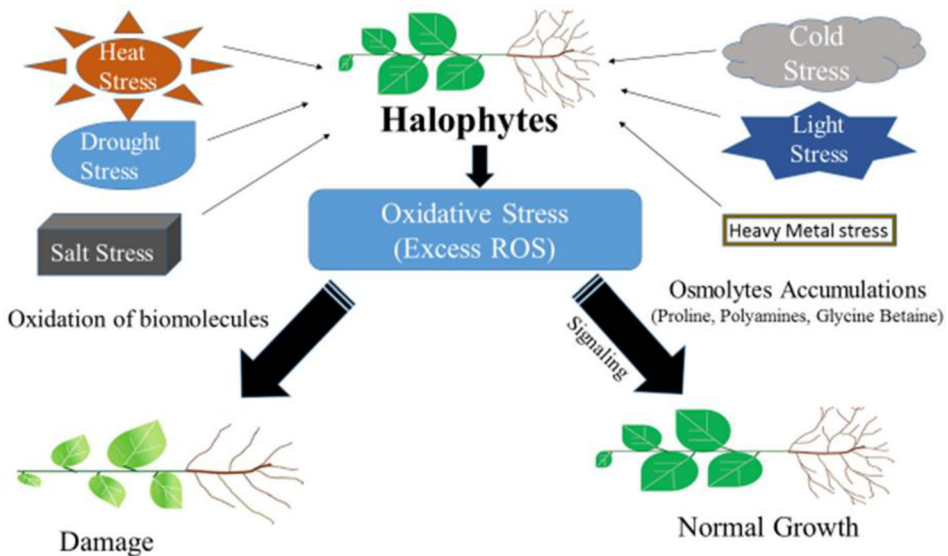 Heat
Stress
Cold
Stress
Halophytes
Drought
Stress
Light
Stress
Salt Stress
Oxidative Stress
(Excess ROS)
Heavy Metal stress
Oxidation of biomolecules
Osmolytes Accumulations
(Proline, Polyamines, Glycine Betaine)
Signaling
Damage
Normal Growth